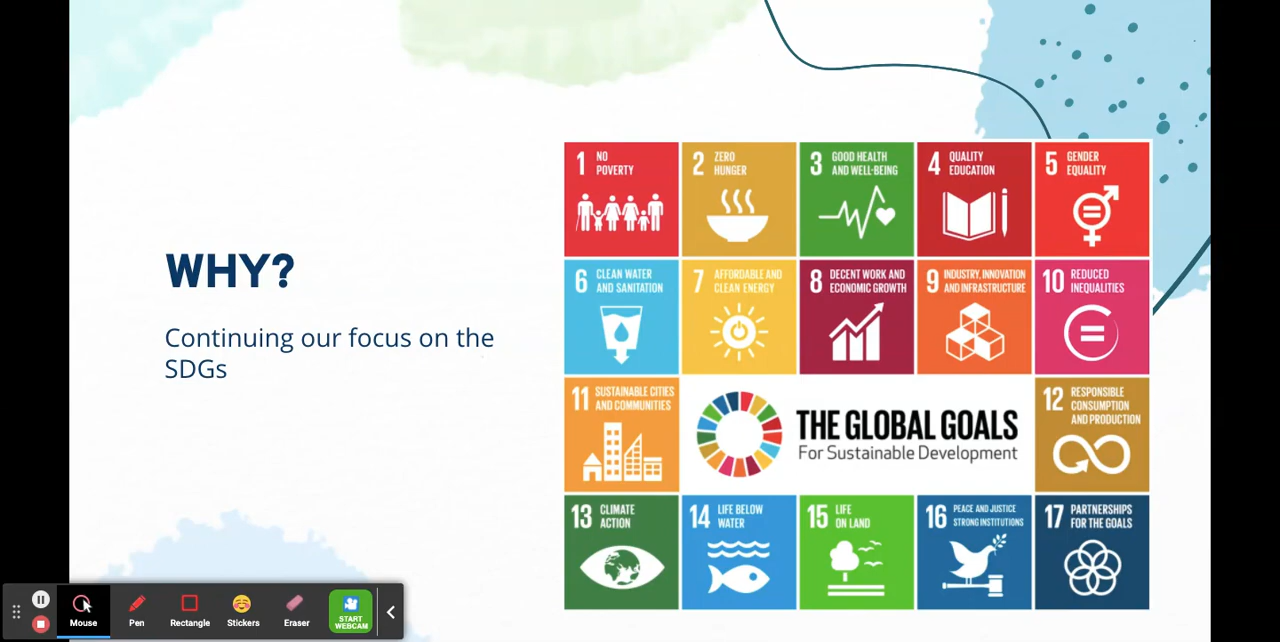 WHY?
Continuing our focus on the
SDGs
1 NO
POVERTY
2 ZERO
HUNGER
3 GOOD HEALTH
AND WELL-BEING
4 QUALITY
EDUCATION
5 GENDER
EQUALITY
6 CLEAN WATER
AND SANITATION
7 AFFORDABLE AND
CLEAN ENERGY
8 DECENT WORK AND
ECONOMIC GROWTH
9 INDUSTRY, INNOVATION
AND INFRASTRUCTURE
10 REDUCED
INEQUALITIES
11 SUSTAINABLE CITIES
AND COMMUNITIES
THE GLOBAL GOALS
For Sustainable Development
12 RESPONSIBLE
CONSUMPTION
AND PRODUCTION
13 CLIMATE
ACTION
14 LIFE BELOW
WATER
15 LIFE
ON LAND
16 PEACE AND JUSTICE
STRONG INSTITUTIONS
17 PARTNERSHIPS
FOR THE GOALS
Mouse
Pen
Rectangle
Stickers
Eraser
START
WEBCAM